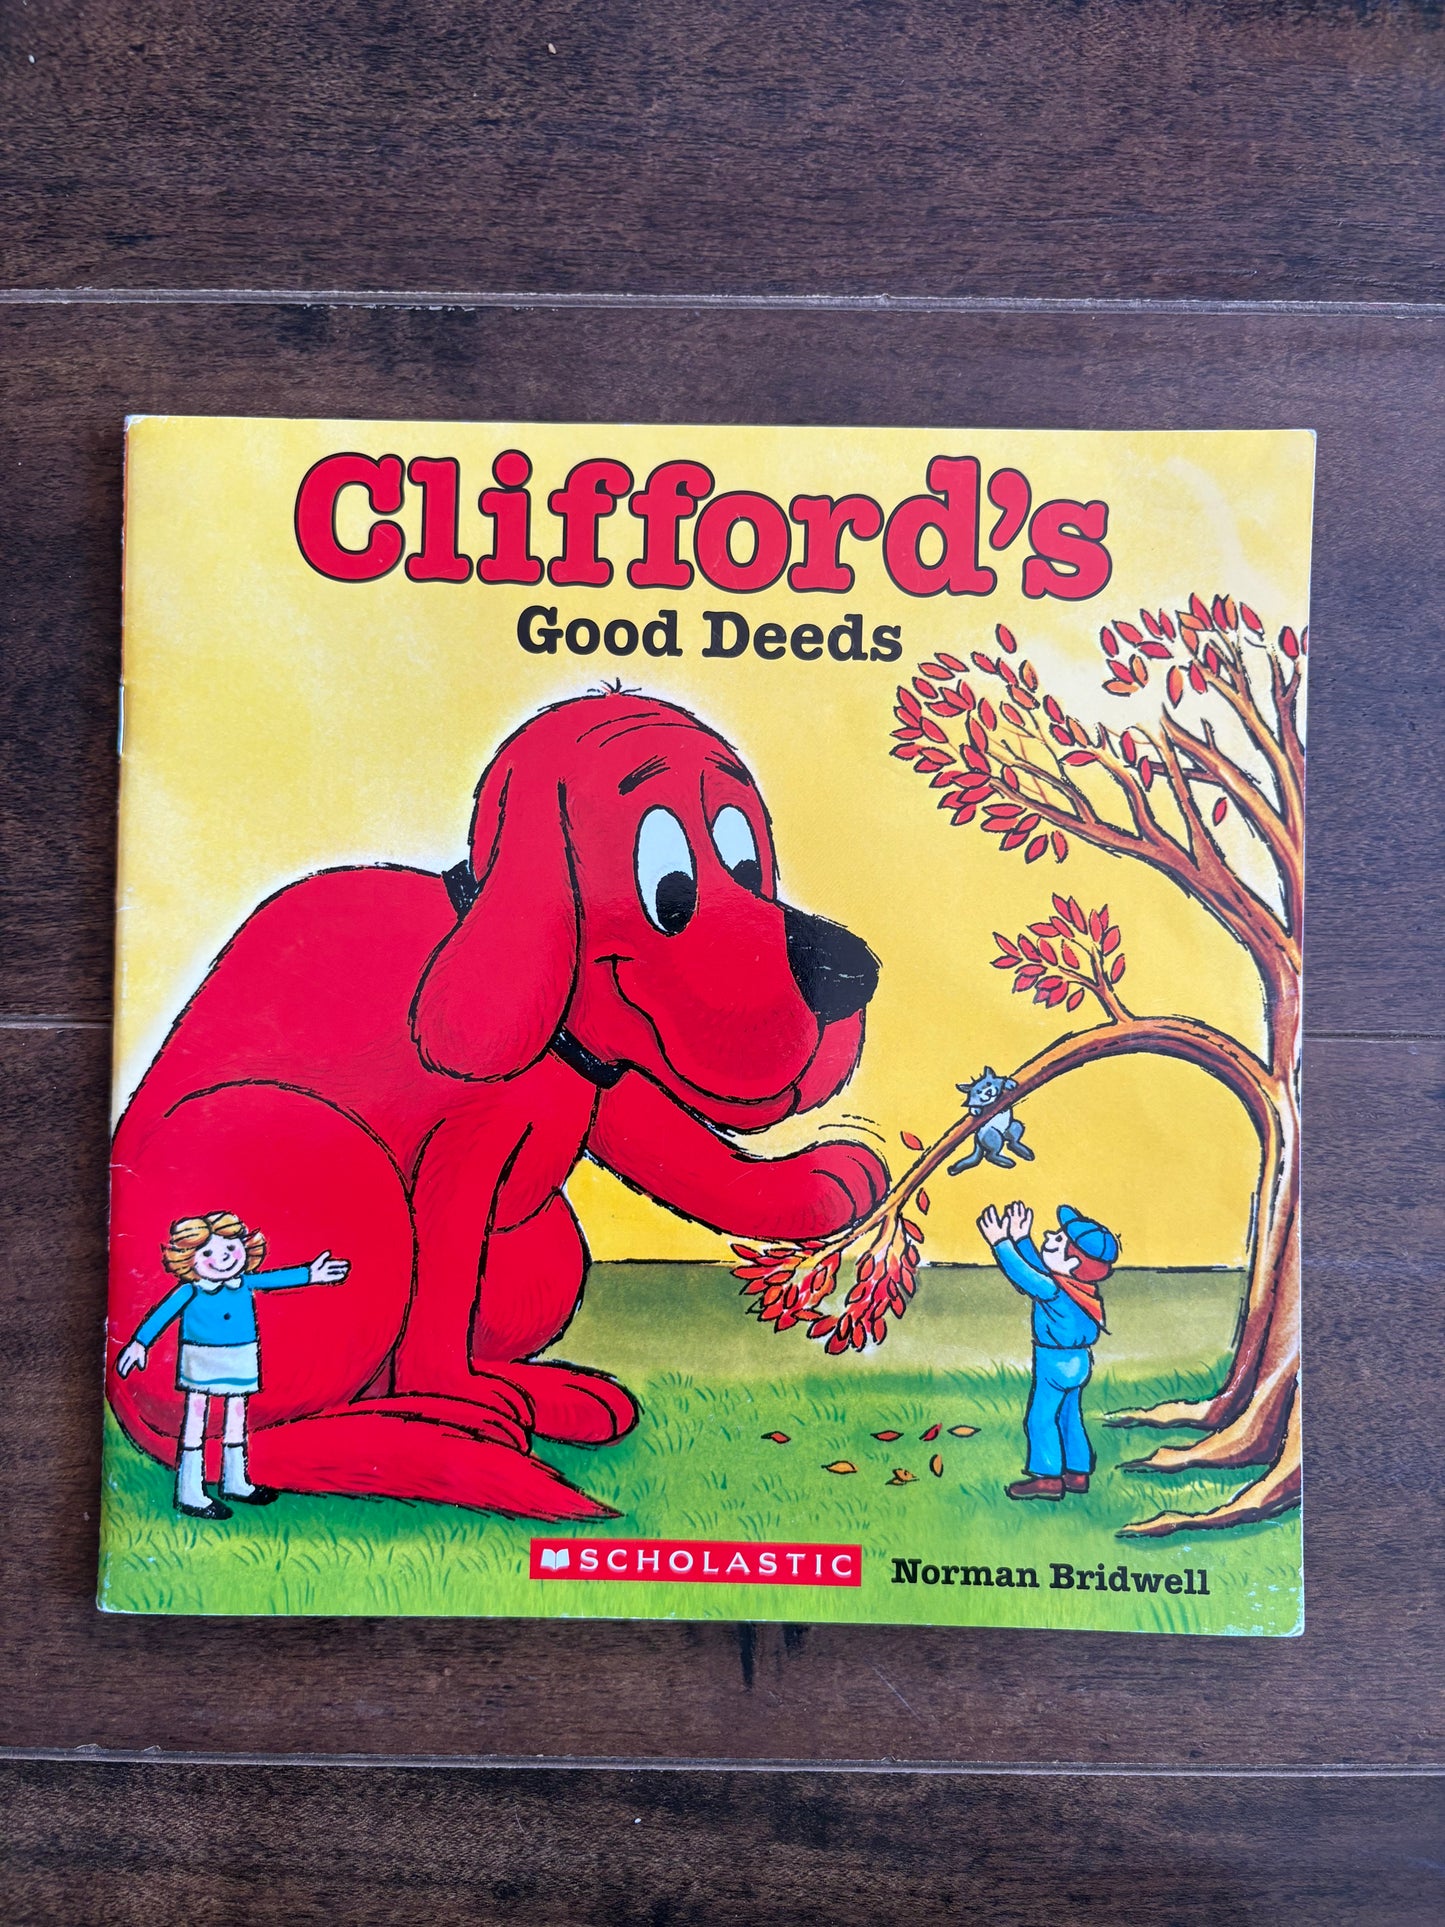 Clifford's
Good Deeds
SCHOLASTIC
Norman Bridwell